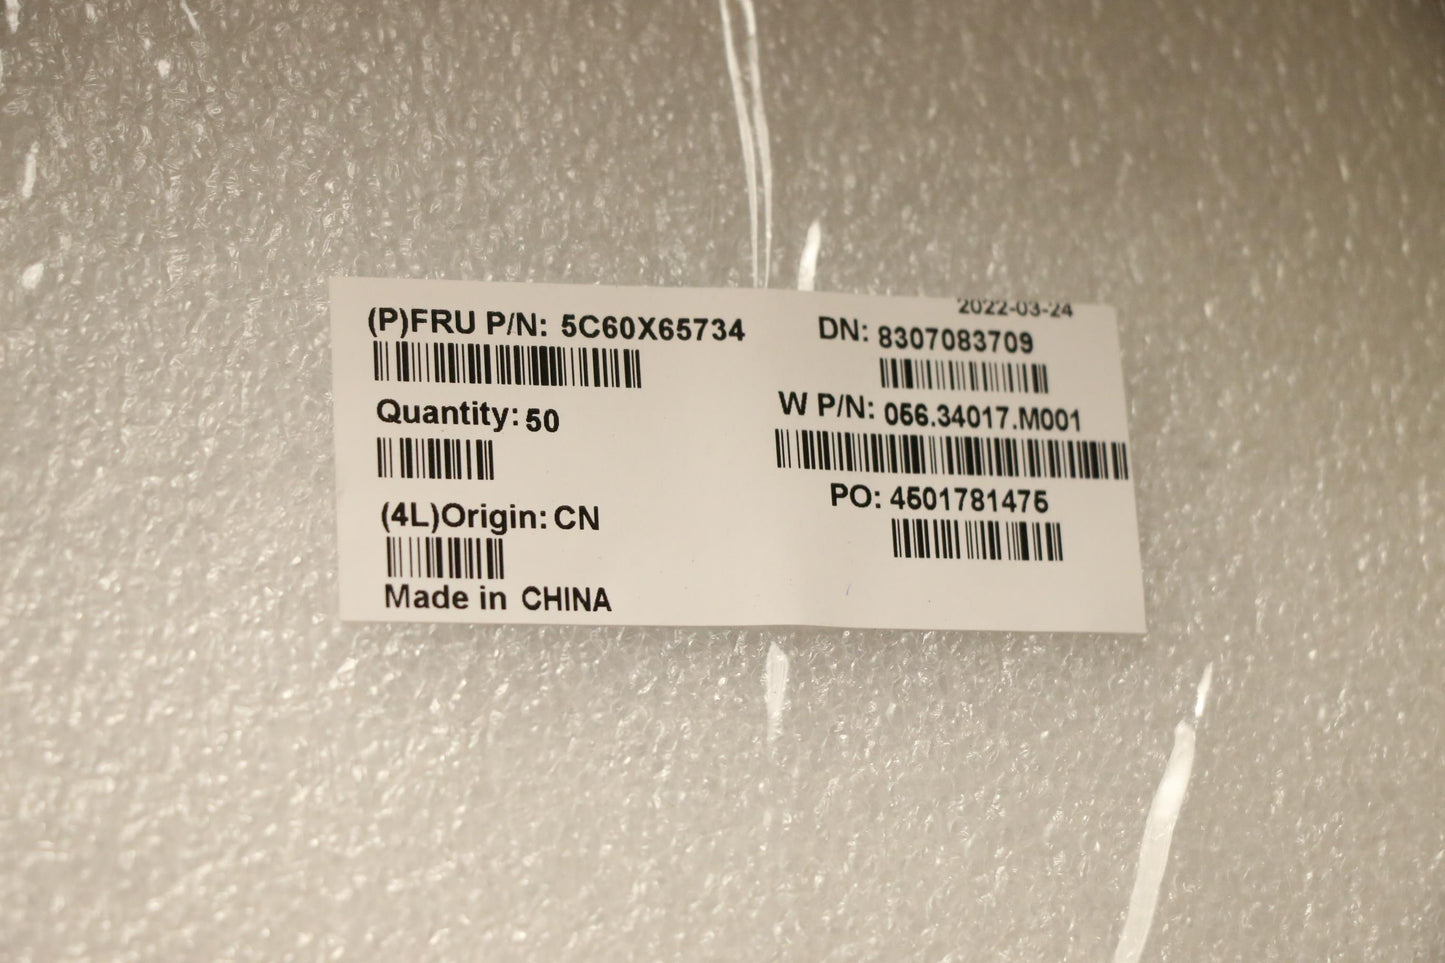 (P)FRU P/N: 5C60X65734
Quantity: 50
(4L)Origin: CN
Made in CHINA
2022-03-24
DN: 8307083709
W P/N: 056.34017.M001
PO: 4501781475